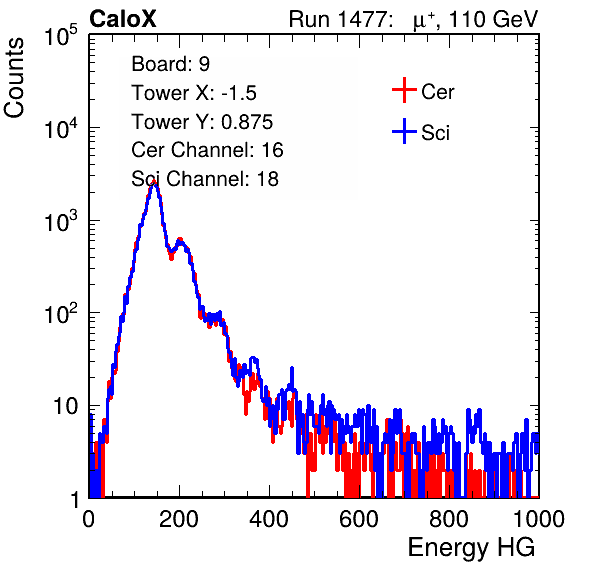 CaloX
Run 1477: μ⁺, 110 GeV
Counts
10⁵
10⁴
10³
10²
10
1
Board: 9
Tower X: -1.5
Tower Y: 0.875
Cer Channel: 16
Sci Channel: 18
Cer
Sci
0 200 400 600 800 1000
Energy HG